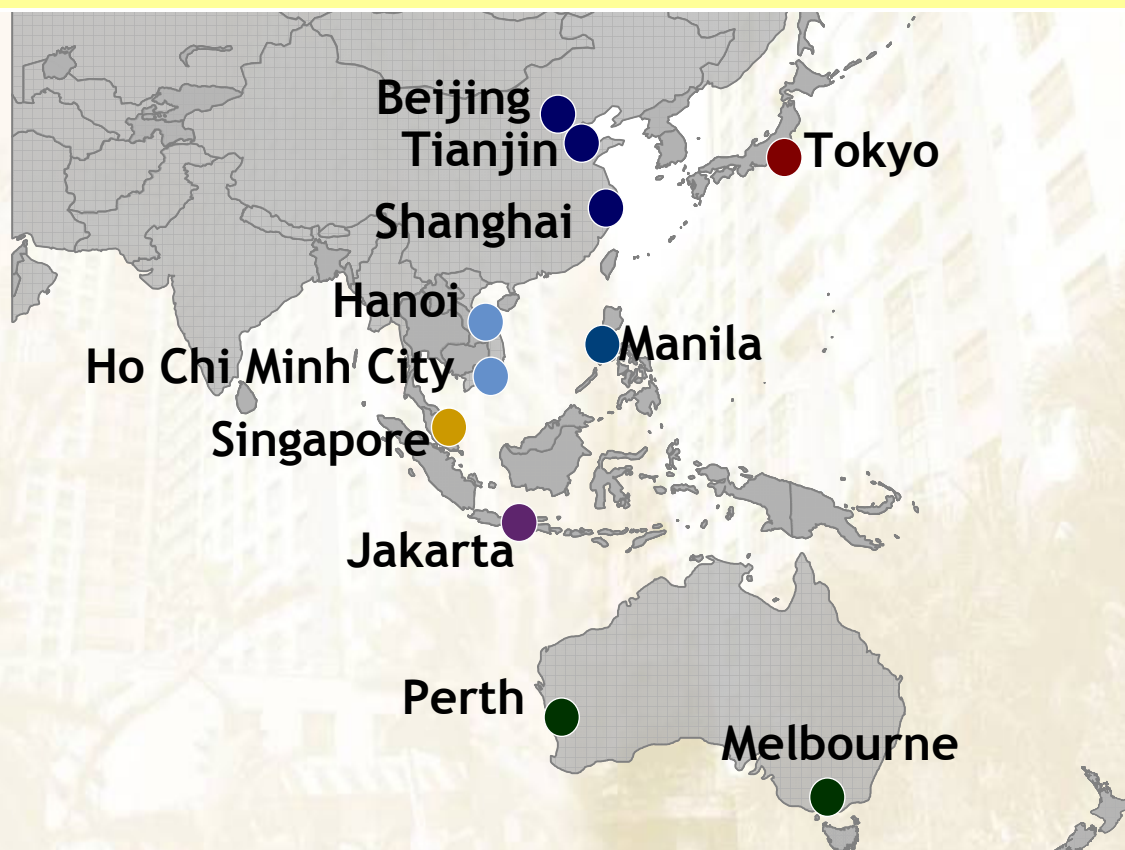 Beijing
Tianjin
Tokyo
Shanghai
Hanoi
Manila
Ho Chi Minh City
Singapore
Jakarta
Perth
Melbourne